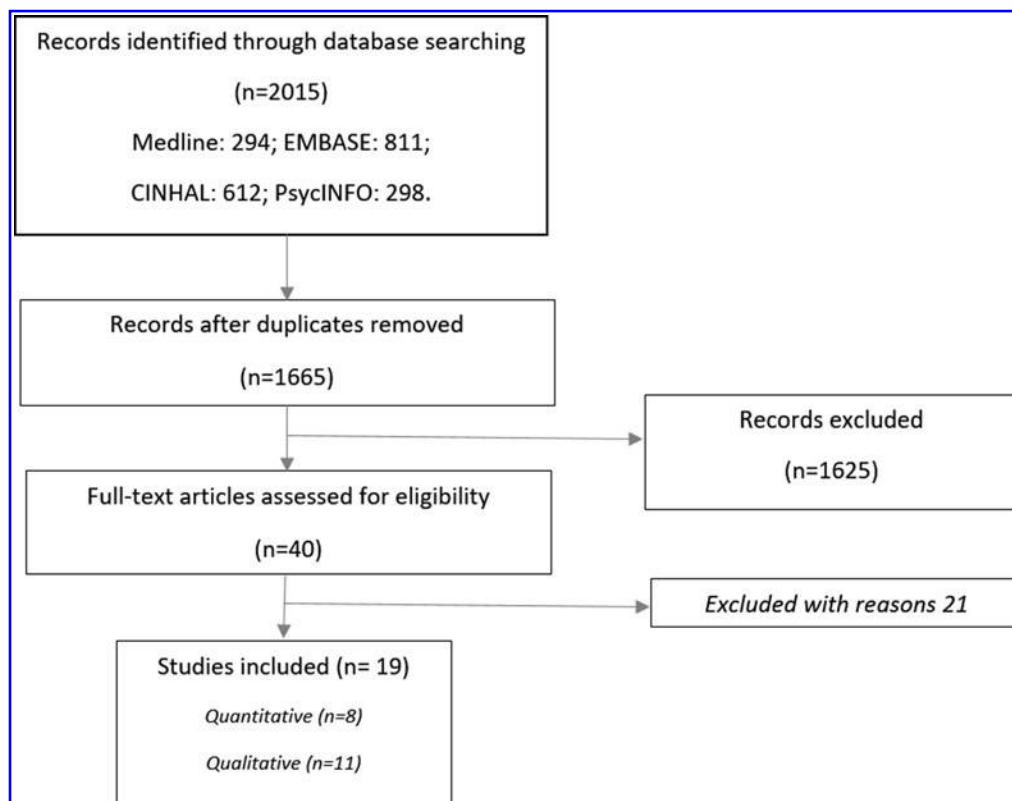 Records identified through database searching
(n=2015)
Medline: 294; EMBASE: 811;
CINHAL: 612; PsycINFO: 298.
Records after duplicates removed
(n=1665)
Records excluded
(n=1625)
Full-text articles assessed for eligibility
(n=40)
Excluded with reasons 21
Studies included (n= 19)
Quantitative (n=8)
Qualitative (n=11)